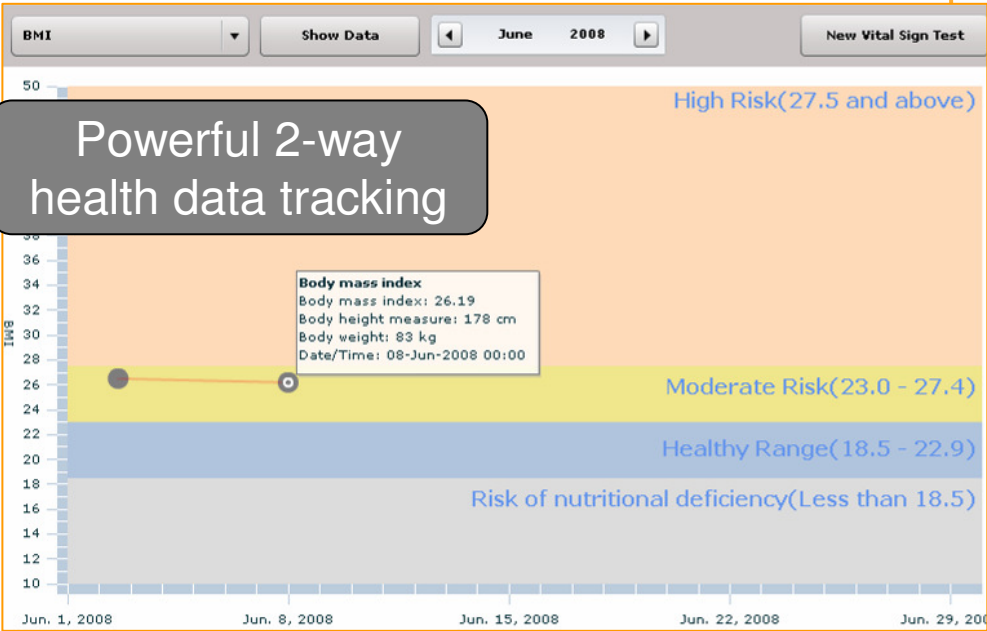 BMI Show Data June 2008 New Vital Sign Test
50
High Risk(27.5 and above)
Powerful 2-way
health data tracking
36
34
32
30
28
26
24
22
20
18
16
14
12
10
BMI
Body mass index
Body mass index: 26.19
Body height measure: 178 cm
Body weight: 83 kg
Date/Time: 08-Jun-2008 00:00
Moderate Risk(23.0 - 27.4)
Healthy Range(18.5 - 22.9)
Risk of nutritional deficiency(Less than 18.5)
Jun. 1, 2008 Jun. 8, 2008 Jun. 15, 2008 Jun. 22, 2008 Jun. 29, 200